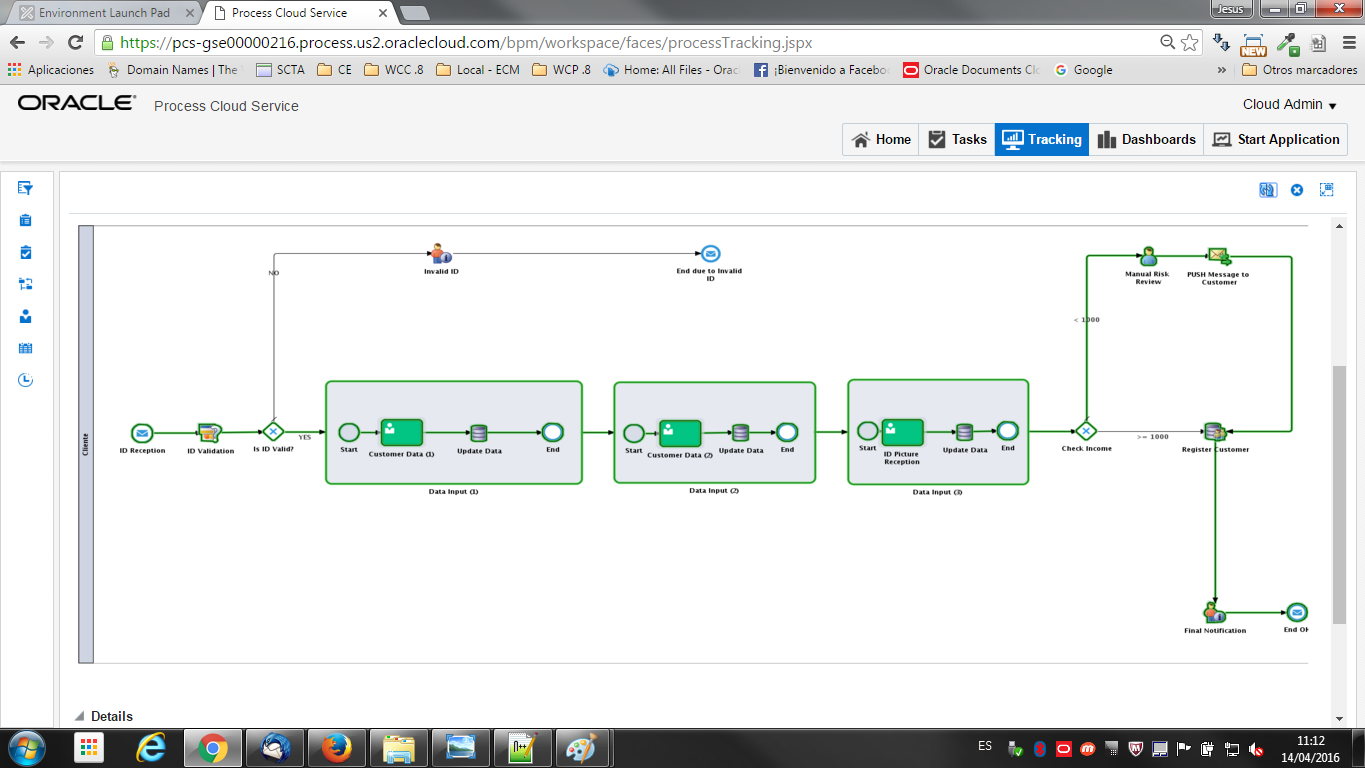 Environment Launch Pad
Process Cloud Service
Jesus
https://pcs-gse00000216.process.us2.oraclecloud.com/bpm/workspace/faces/processTracking.jspx
NEW
Aplicaciones
Domain Names | The
SCTA
CE
WCC .8
Local - ECM
WCP .8
Home: All Files - Orac
¡Bienvenido a Facebo
Oracle Documents Cl
Google
»
Otros marcadores
ORACLE
Process Cloud Service
Cloud Admin
Home
Tasks
Tracking
Dashboards
Start Application
Cliente
NO
Invalid ID
End due to Invalid
ID
Manual Risk
Review
PUSH Message to
Customer
< 1000
ID Reception
ID Validation
Is ID Valid?
YES
Start
Customer Data (1)
Update Data
End
Data Input (1)
Start
Customer Data (2)
Update Data
End
Data Input (2)
Start
ID Picture
Reception
Update Data
End
Data Input (3)
Check Income
>= 1000
Register Customer
Final Notification
End OK
Details
ES
11:12
14/04/2016